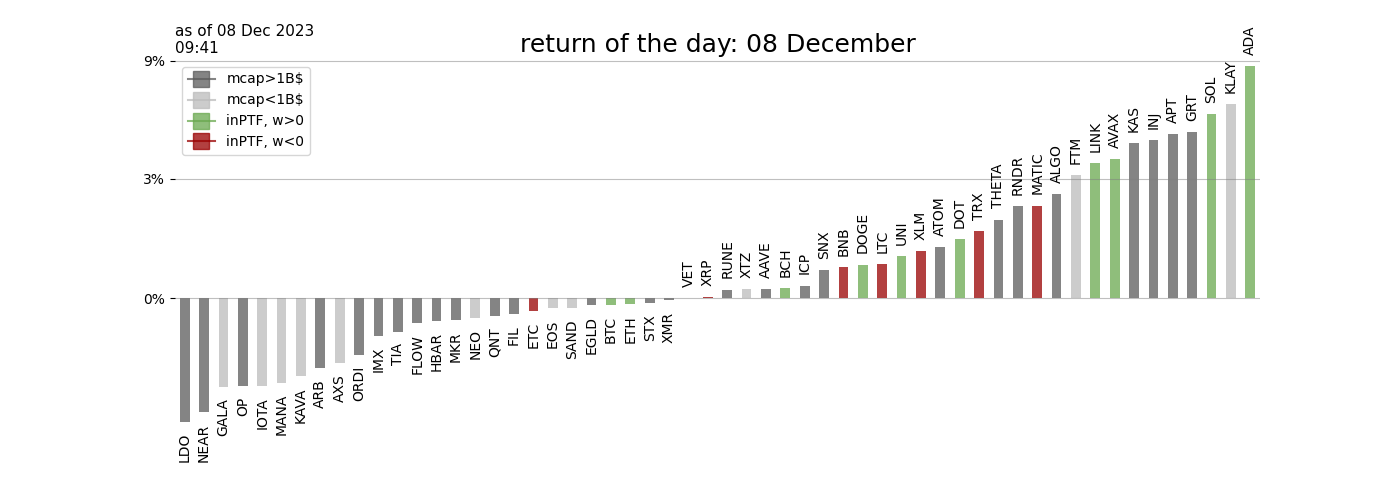 as of 08 Dec 2023
09:41
return of the day: 08 December
9%
3%
0%
mcap>1B$
mcap<1B$
inPTF, w>0
inPTF, w<0
LDO
NEAR
GALA
OP
IOTA
MANA
KAVA
ARB
AXS
ORDI
IMX
TIA
FLOW
HBAR
MKR
NEO
QNT
FIL
ETC
EOS
SAND
EGLD
BTC
ETH
STX
XMR
VET
XRP
RUNE
XTZ
AAVE
BCH
ICP
SNX
BNB
DOGE
LTC
UNI
XLM
ATOM
DOT
TRX
THETA
RNDR
MATIC
ALGO
FTM
LINK
AVAX
KAS
INJ
APT
GRT
SOL
KLAY
ADA